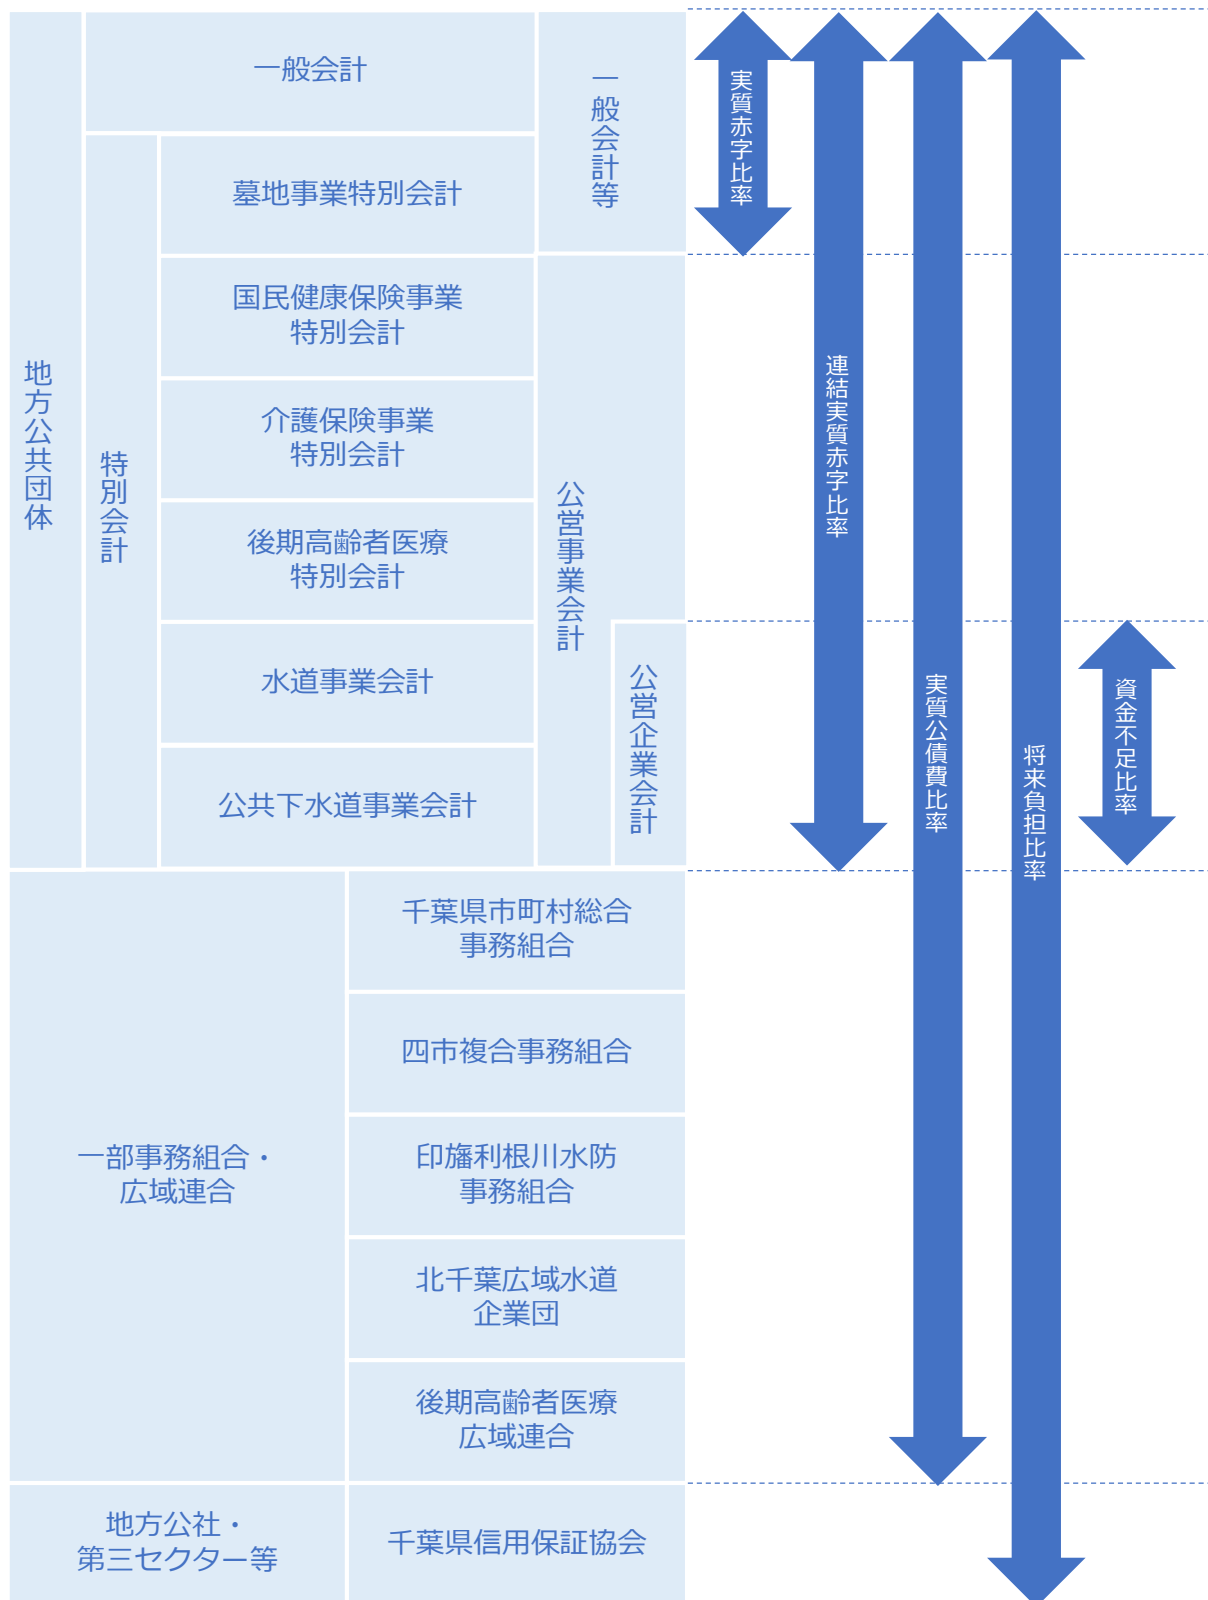 地方公共団体
一般会計
特別会計
墓地事業特別会計
国民健康保険事業
特別会計
介護保険事業
特別会計
後期高齢者医療
特別会計
水道事業会計
公共下水道事業会計
一般会計等
公営事業会計
公営企業会計
一部事務組合・
広域連合
千葉県市町村総合
事務組合
四市複合事務組合
印旛利根川水防
事務組合
北千葉広域水道
企業団
後期高齢者医療
広域連合
地方公社・
第三セクター等
千葉県信用保証協会
実質赤字比率
連結実質赤字比率
実質公債費比率
将来負担比率
資金不足比率